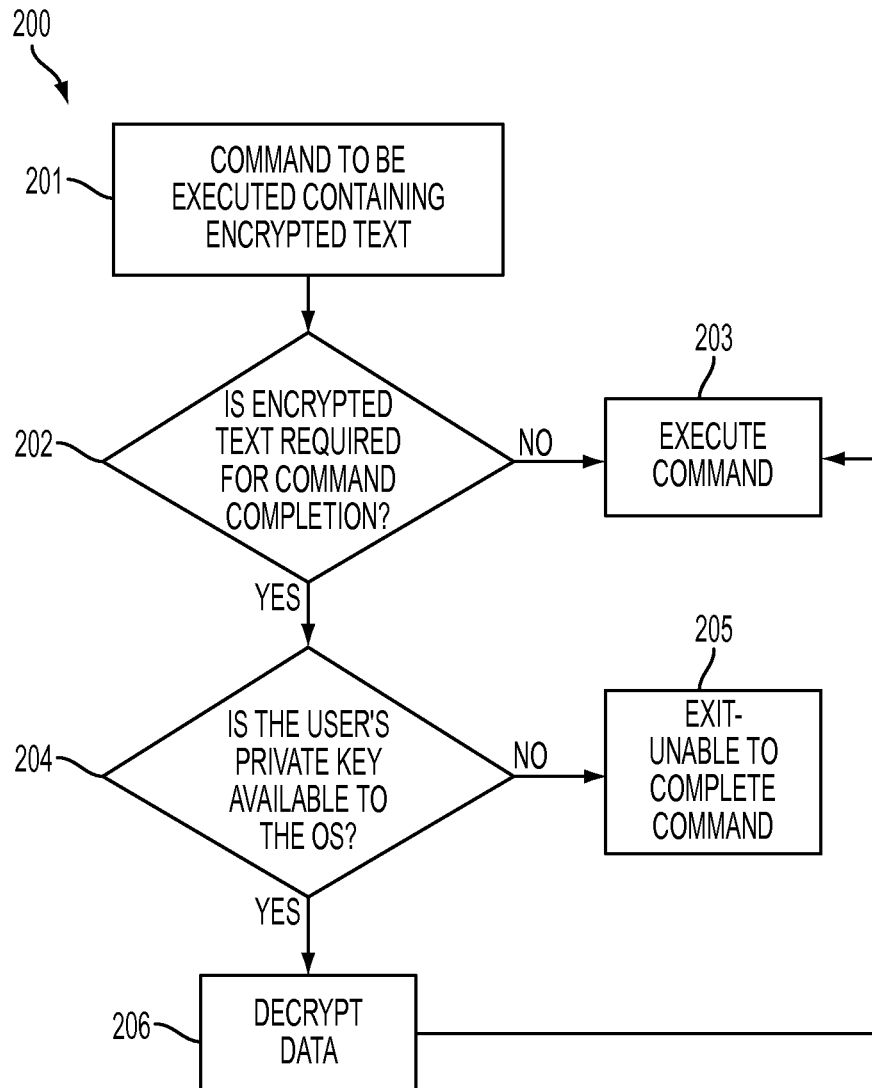 200
201
COMMAND TO BE
EXECUTED CONTAINING
ENCRYPTED TEXT
202
IS ENCRYPTED
TEXT REQUIRED
FOR COMMAND
COMPLETION?
NO
203
EXECUTE
COMMAND
YES
204
IS THE USER'S
PRIVATE KEY
AVAILABLE TO
THE OS?
NO
205
EXIT-
UNABLE TO
COMPLETE
COMMAND
YES
206
DECRYPT
DATA